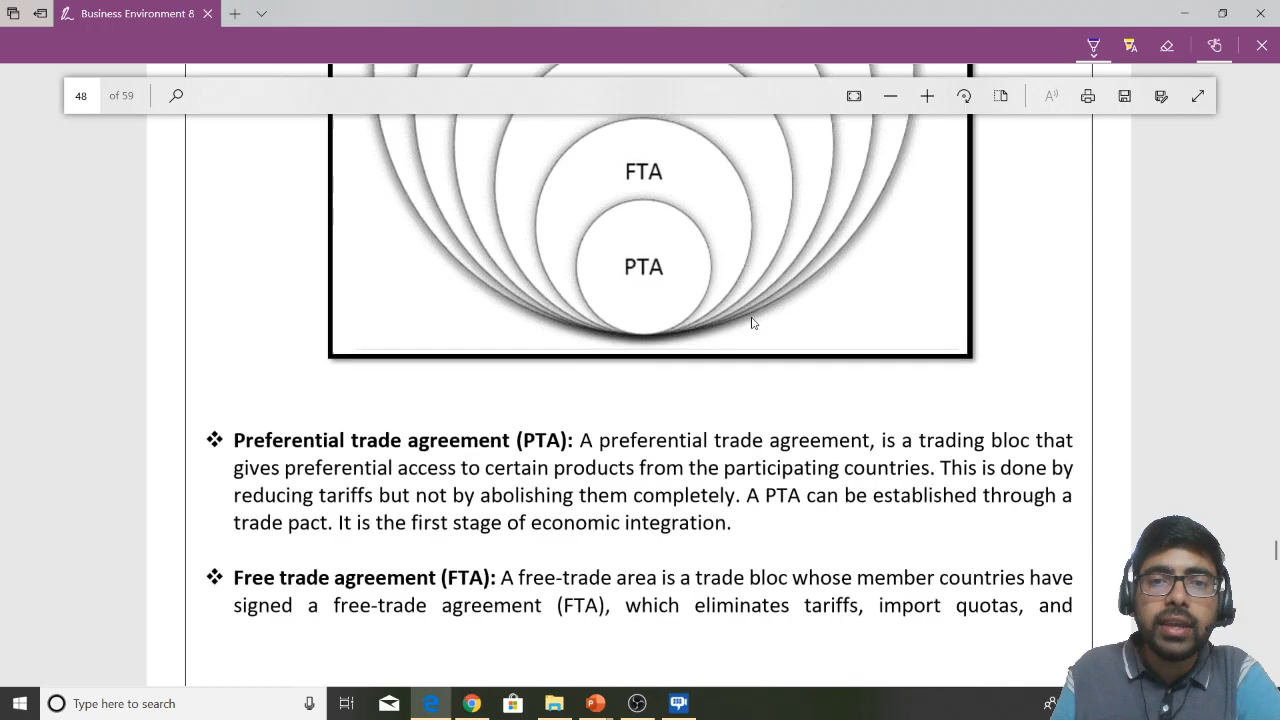 Business Environment 8
48 of 59
FTA
PTA
❖ Preferential trade agreement (PTA): A preferential trade agreement, is a trading bloc that
gives preferential access to certain products from the participating countries. This is done by
reducing tariffs but not by abolishing them completely. A PTA can be established through a
trade pact. It is the first stage of economic integration.
❖ Free trade agreement (FTA): A free-trade area is a trade bloc whose member countries have
signed a free-trade agreement (FTA), which eliminates tariffs, import quotas, and
Type here to search